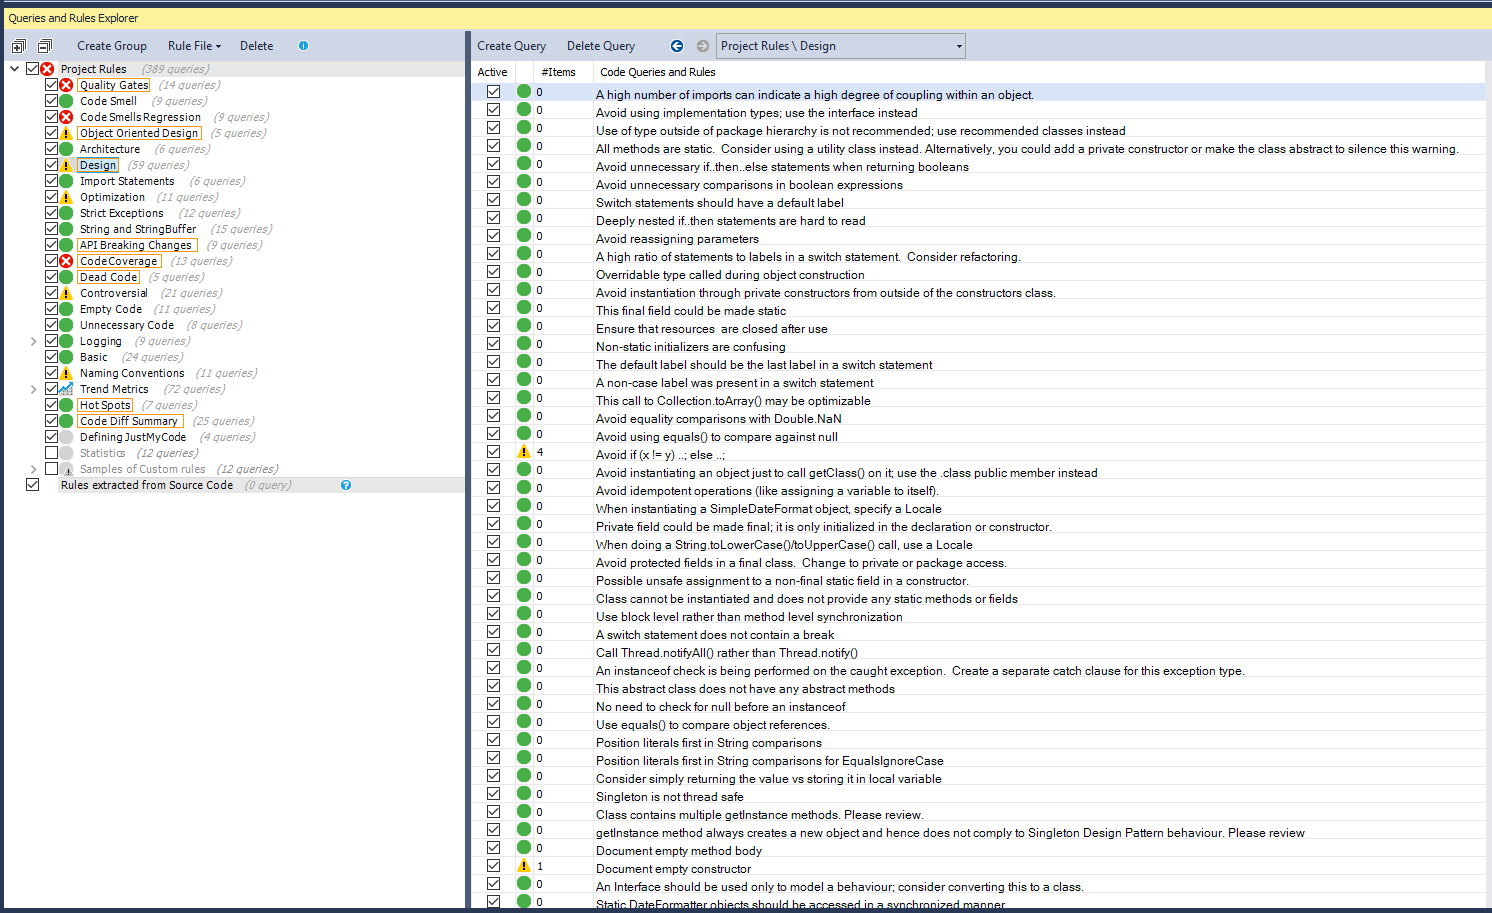 Queries and Rules Explorer
Create Group Rule File Delete
Project Rules (389 queries)
Quality Gates (14 queries)
Code Smell (9 queries)
Code Smells Regression (9 queries)
Object Oriented Design (5 queries)
Architecture (6 queries)
Design (59 queries)
Import Statements (6 queries)
Optimization (11 queries)
Strict Exceptions (12 queries)
String and StringBuffer (15 queries)
API Breaking Changes (9 queries)
CodeCoverage (13 queries)
Dead Code (5 queries)
Controversial (21 queries)
Empty Code (11 queries)
Unnecessary Code (8 queries)
Logging (9 queries)
Basic (24 queries)
Naming Conventions (11 queries)
Trend Metrics (72 queries)
Hot Spots (7 queries)
Code Diff Summary (25 queries)
Defining JustMyCode (4 queries)
Statistics (12 queries)
Samples of Custom rules (12 queries)
Rules extracted from Source Code (0 query)
Create Query Delete Query Project Rules \ Design
Active #Items Code Queries and Rules
0 A high number of imports can indicate a high degree of coupling within an object.
0 Avoid using implementation types; use the interface instead
0 Use of type outside of package hierarchy is not recommended; use recommended classes instead
0 All methods are static. Consider using a utility class instead. Alternatively, you could add a private constructor or make the class abstract to silence this warning.
0 Avoid unnecessary if..then..else statements when returning booleans
0 Avoid unnecessary comparisons in boolean expressions
0 Switch statements should have a default label
0 Deeply nested if..then statements are hard to read
0 Avoid reassigning parameters
0 A high ratio of statements to labels in a switch statement. Consider refactoring.
0 Overridable type called during object construction
0 Avoid instantiation through private constructors from outside of the constructors class.
0 This final field could be made static
0 Ensure that resources are closed after use
0 Non-static initializers are confusing
0 The default label should be the last label in a switch statement
0 A non-case label was present in a switch statement
0 This call to Collection.toArray() may be optimizable
0 Avoid equality comparisons with Double.NaN
0 Avoid using equals() to compare against null
4 Avoid if (x != y) ..; else ..;
0 Avoid instantiating an object just to call getClass() on it; use the .class public member instead
0 Avoid idempotent operations (like assigning a variable to itself).
0 When instantiating a SimpleDateFormat object, specify a Locale
0 Private field could be made final; it is only initialized in the declaration or constructor.
0 When doing a String.toLowerCase()/toUpperCase() call, use a Locale
0 Avoid protected fields in a final class. Change to private or package access.
0 Possible unsafe assignment to a non-final static field in a constructor.
0 Class cannot be instantiated and does not provide any static methods or fields
0 Use block level rather than method level synchronization
0 A switch statement does not contain a break
0 Call Thread.notifyAll() rather than Thread.notify()
0 An instanceof check is being performed on the caught exception. Create a separate catch clause for this exception type.
0 This abstract class does not have any abstract methods
0 No need to check for null before an instanceof
0 Use equals() to compare object references.
0 Position literals first in String comparisons
0 Position literals first in String comparisons for EqualsIgnoreCase
0 Consider simply returning the value vs storing it in local variable
0 Singleton is not thread safe
0 Class contains multiple getInstance methods. Please review.
0 getInstance method always creates a new object and hence does not comply to Singleton Design Pattern behaviour. Please review
0 Document empty method body
1 Document empty constructor
0 An Interface should be used only to model a behaviour; consider converting this to a class.
0 Static DateFormatter objects should be accessed in a synchronized manner